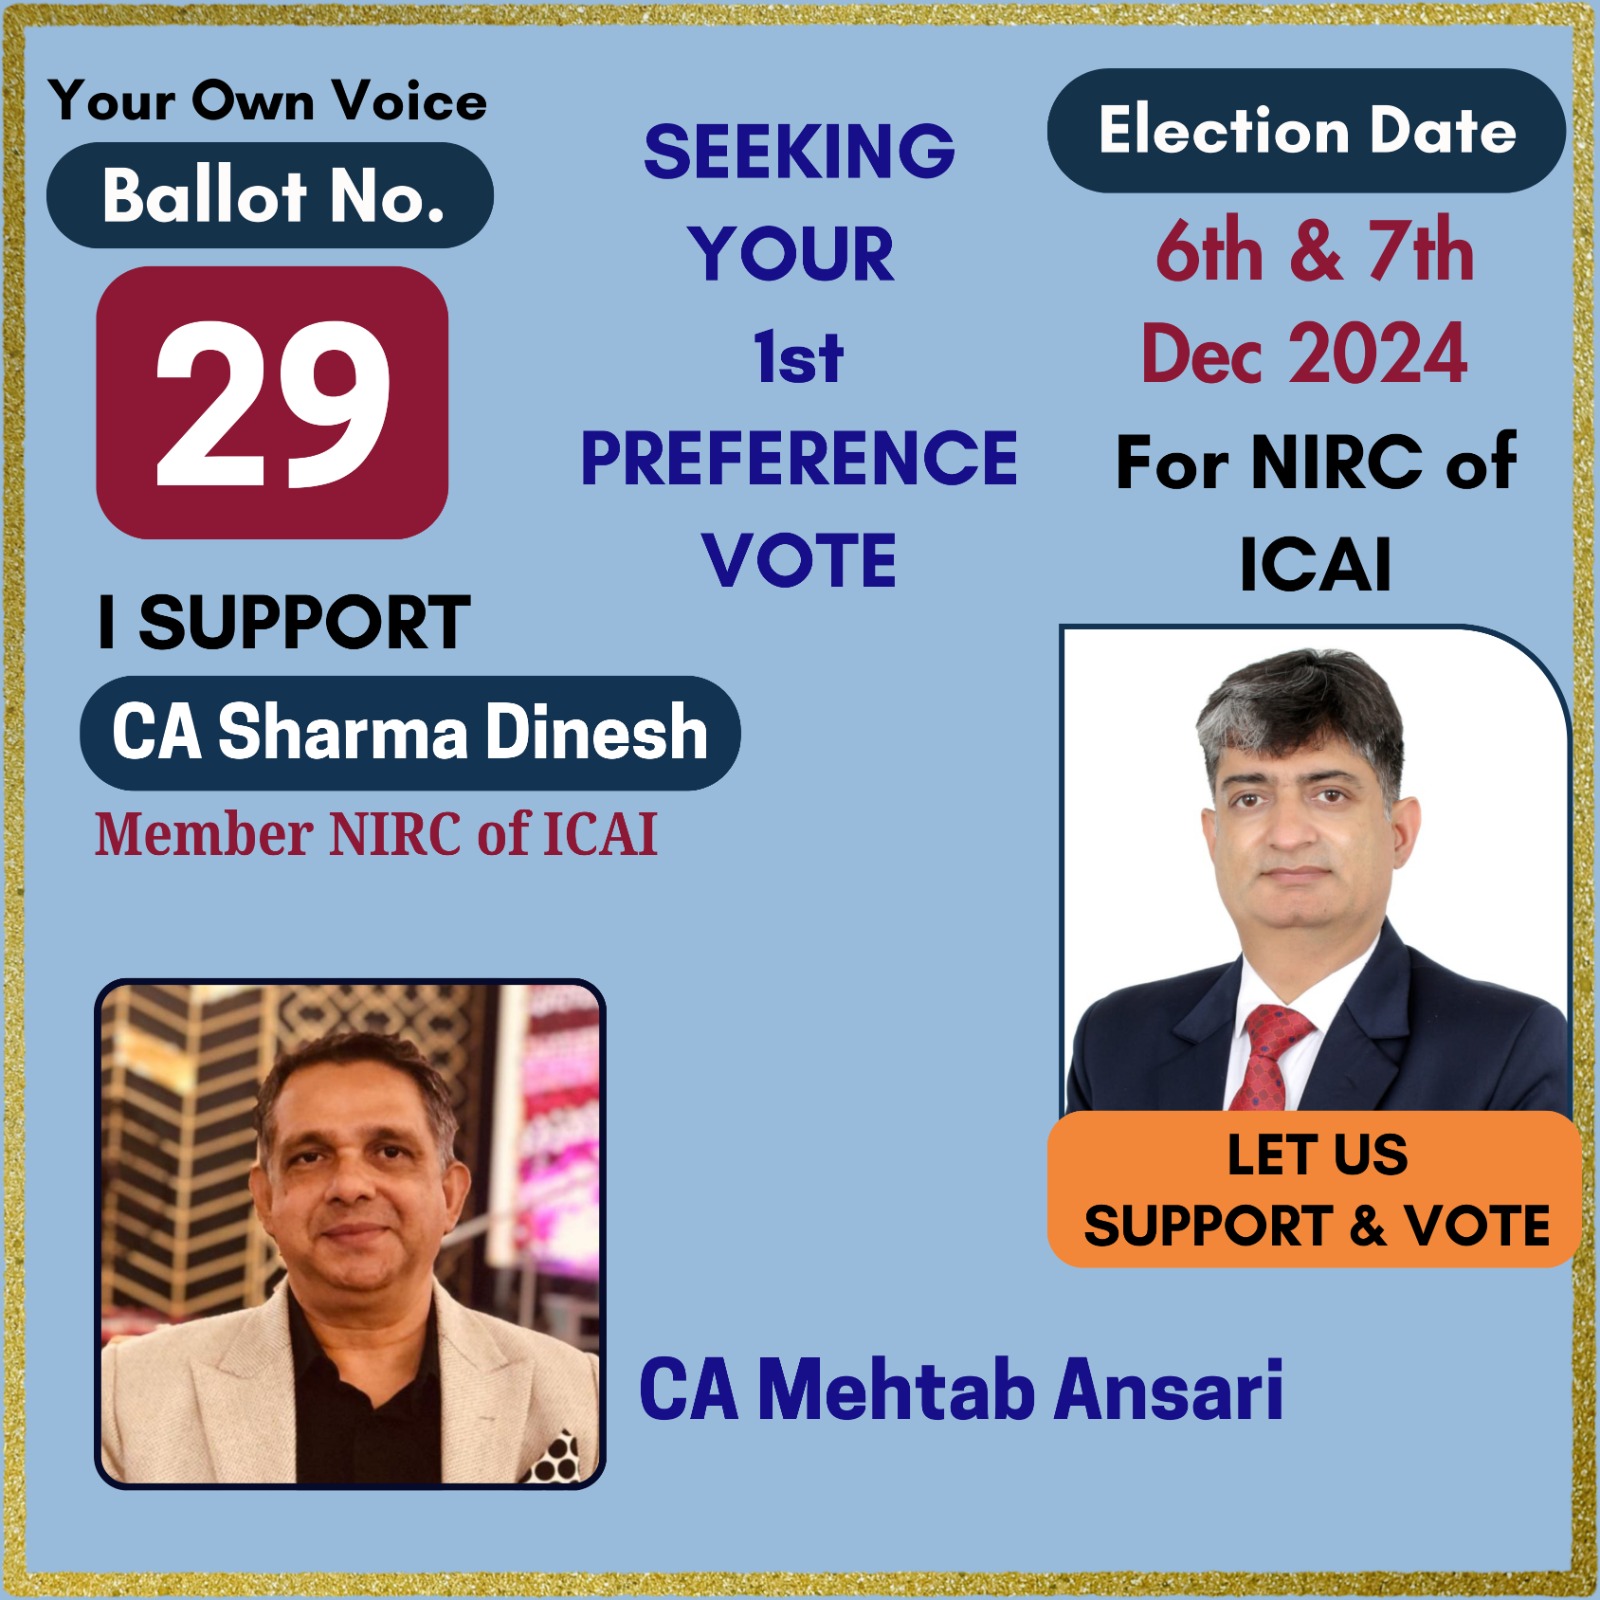 Your Own Voice
Ballot No.
29
I SUPPORT
CA Sharma Dinesh
Member NIRC of ICAI
SEEKING
YOUR
1st
PREFERENCE
VOTE
Election Date
6th & 7th
Dec 2024
For NIRC of
ICAI
LET US
SUPPORT & VOTE
CA Mehtab Ansari